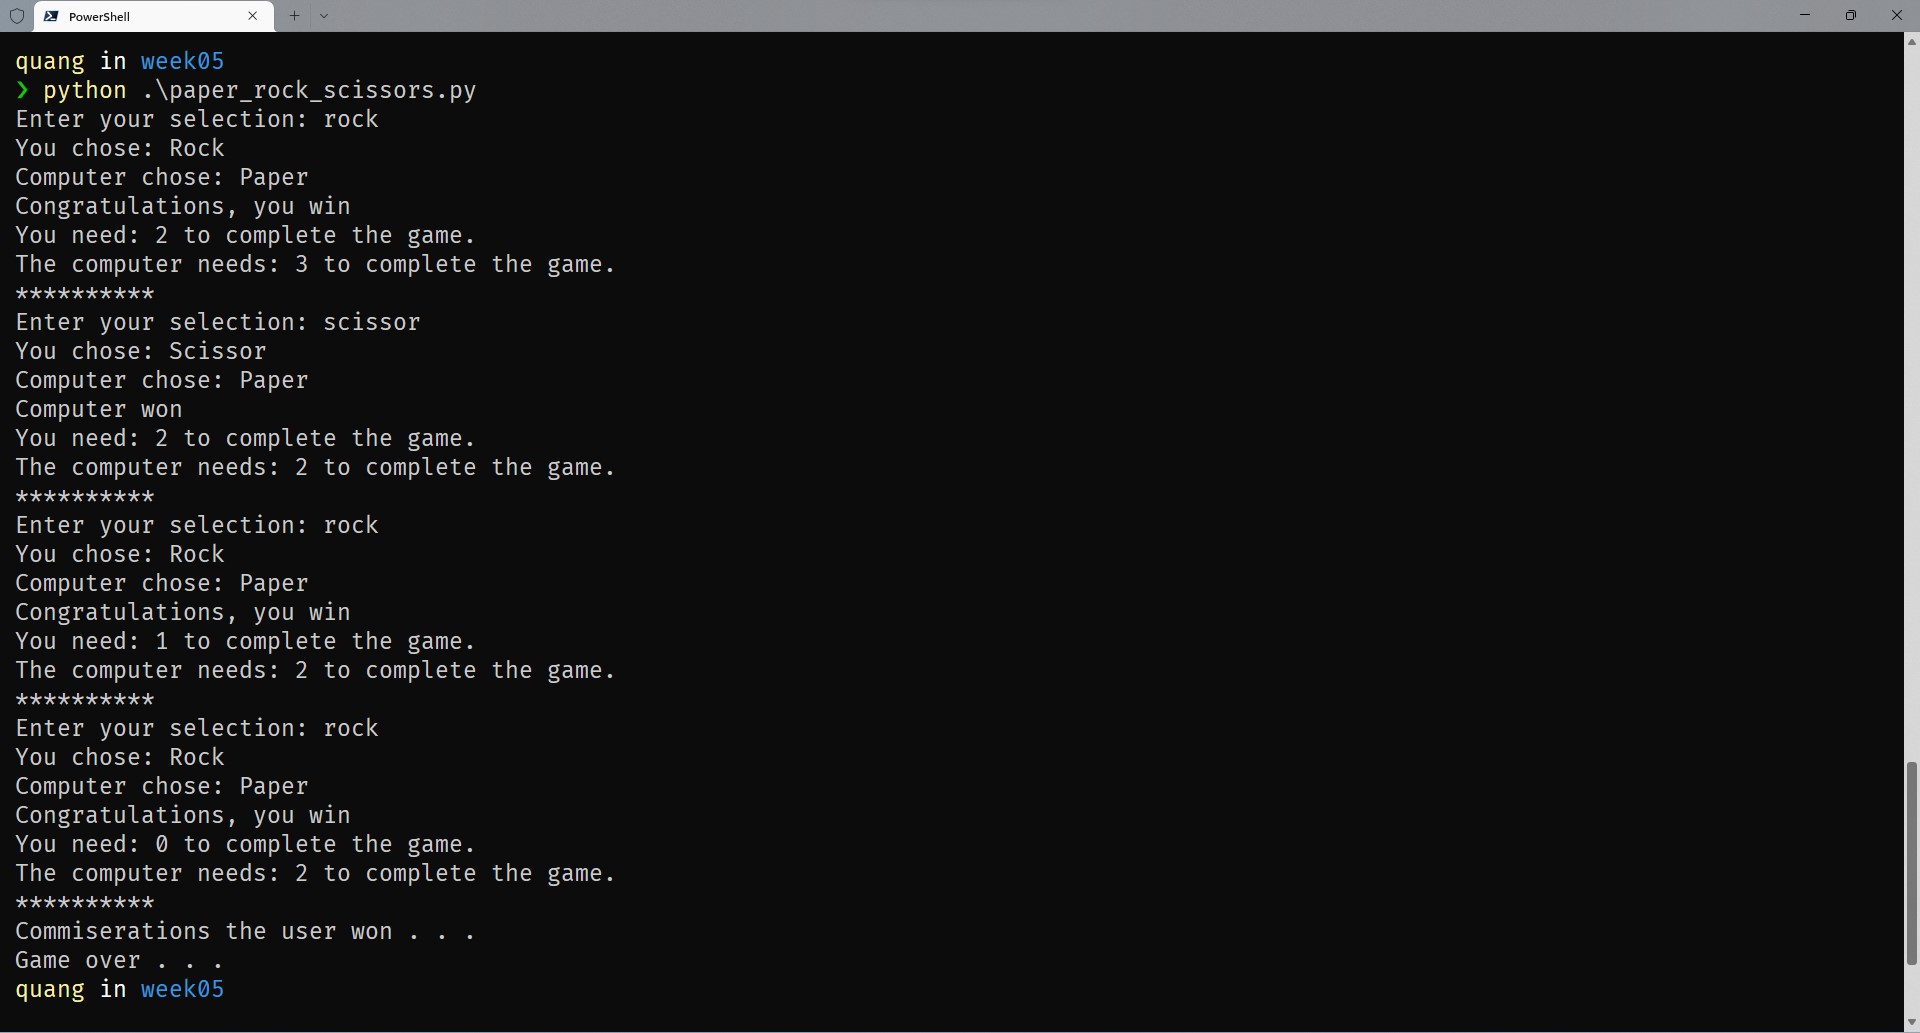 PowerShell
quang in week05
❯ python .\paper_rock_scissors.py
Enter your selection: rock
You chose: Rock
Computer chose: Paper
Congratulations, you win
You need: 2 to complete the game.
The computer needs: 3 to complete the game.
**********
Enter your selection: scissor
You chose: Scissor
Computer chose: Paper
Computer won
You need: 2 to complete the game.
The computer needs: 2 to complete the game.
**********
Enter your selection: rock
You chose: Rock
Computer chose: Paper
Congratulations, you win
You need: 1 to complete the game.
The computer needs: 2 to complete the game.
**********
Enter your selection: rock
You chose: Rock
Computer chose: Paper
Congratulations, you win
You need: 0 to complete the game.
The computer needs: 2 to complete the game.
**********
Commiserations the user won . . .
Game over . . .
quang in week05